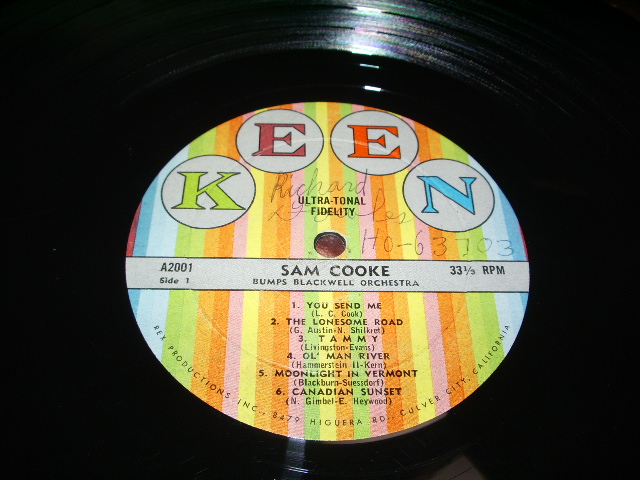 KEEN
Richard
ULTRA-TONAL
FIDELITY
HO-63703
A2001
Side 1
SAM COOKE
BUMPS BLACKWELL ORCHESTRA
33⅓ RPM
1. YOU SEND ME
(L. C. Cook)
2. THE LONESOME ROAD
(G. Austin-N. Shilkret)
3. TAMMY
(Livingston-Evans)
4. OL' MAN RIVER
(Hammerstein II-Kern)
5. MOONLIGHT IN VERMONT
(Blackburn-Suessdorf)
6. CANADIAN SUNSET
(N. Gimbel-E. Heywood)
REX PRODUCTIONS INC., 8479 HIGUERA RD., CULVER CITY, CALIFORNIA